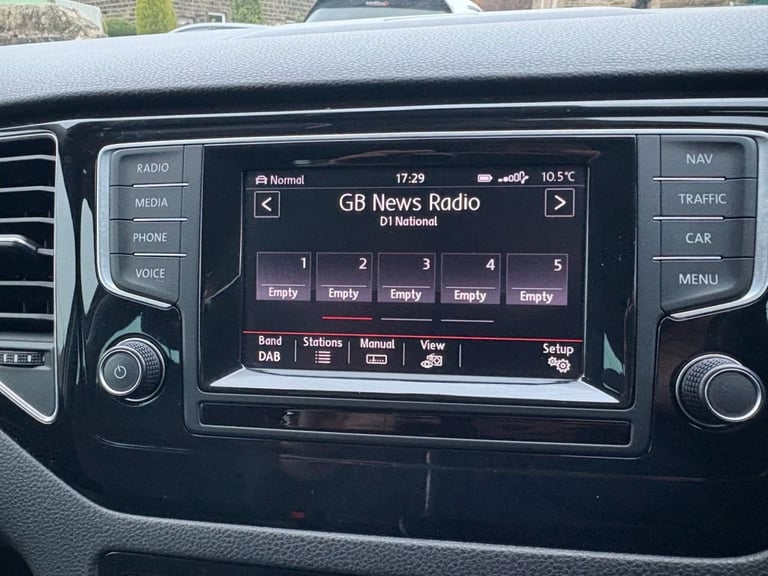 RADIO
MEDIA
PHONE
VOICE
Normal 17:29 10.5°C
< GB News Radio >
D1 National
1 2 3 4 5
Empty Empty Empty Empty Empty
Band Stations Manual View Setup
DAB
NAV
TRAFFIC
CAR
MENU